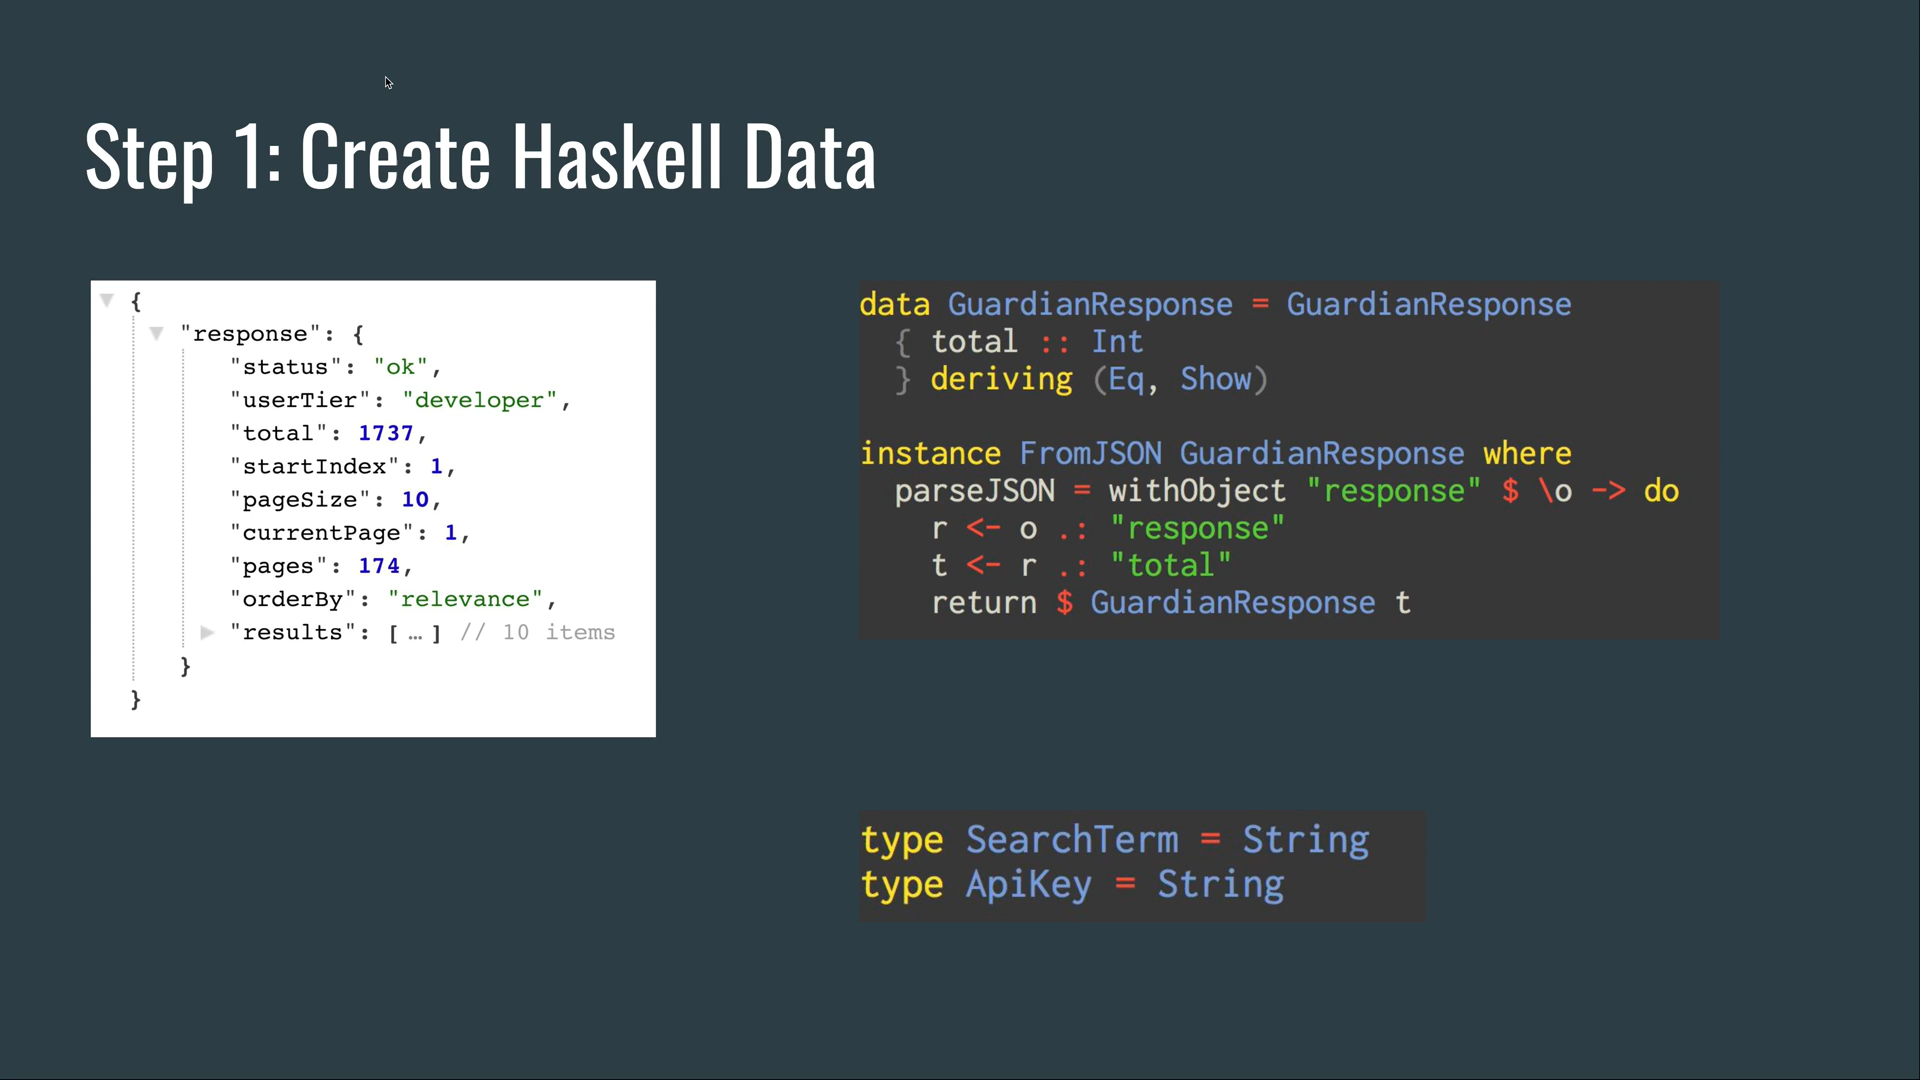 Step 1: Create Haskell Data
{
"response": {
"status": "ok",
"userTier": "developer",
"total": 1737,
"startIndex": 1,
"pageSize": 10,
"currentPage": 1,
"pages": 174,
"orderBy": "relevance",
"results": [ … ] // 10 items
}
}
data GuardianResponse = GuardianResponse
{ total :: Int
} deriving (Eq, Show)
instance FromJSON GuardianResponse where
parseJSON = withObject "response" $ \o -> do
r <- o .: "response"
t <- r .: "total"
return $ GuardianResponse t
type SearchTerm = String
type ApiKey = String